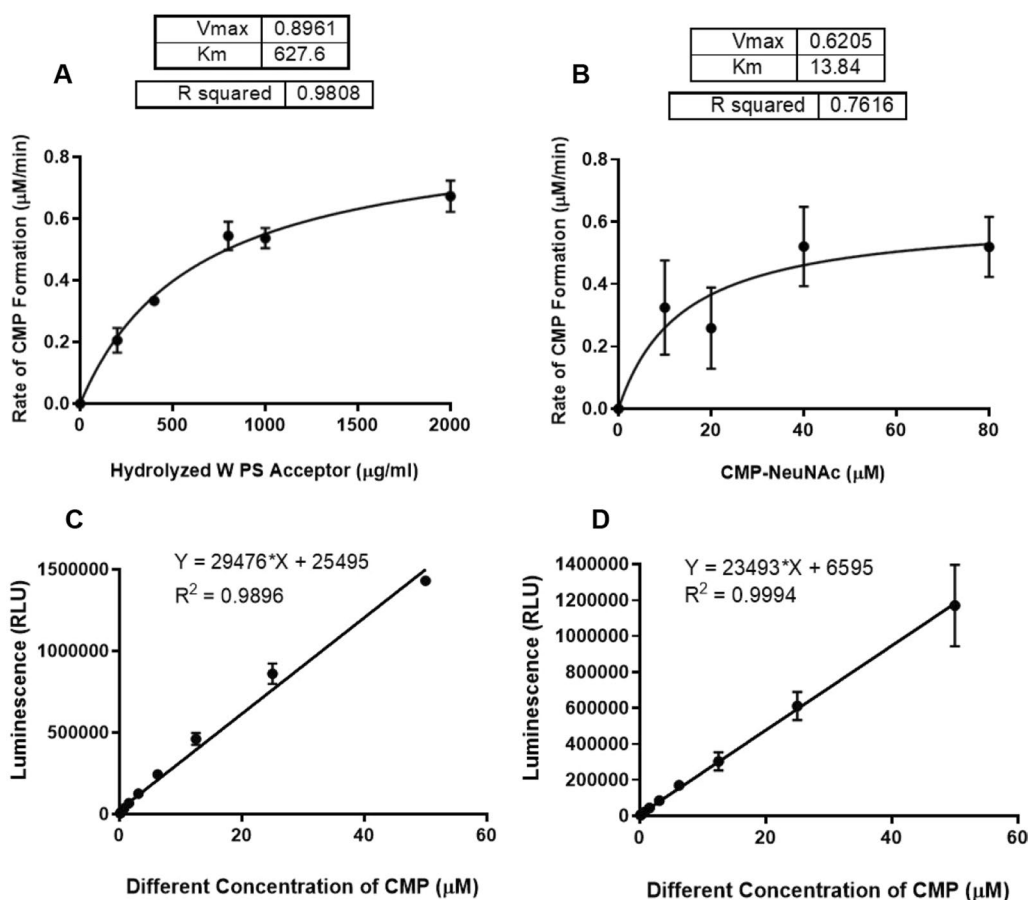 Vmax 0.8961
Km 627.6
R squared 0.9808
A
Rate of CMP Formation (μM/min)
0.8
0.6
0.4
0.2
0.0
0 500 1000 1500 2000
Hydrolyzed W PS Acceptor (μg/ml)
Vmax 0.6205
Km 13.84
R squared 0.7616
B
Rate of CMP Formation (μM/min)
0.8
0.6
0.4
0.2
0.0
0 20 40 60 80
CMP-NeuNAc (μM)
C
Y = 29476*X + 25495
R² = 0.9896
Luminescence (RLU)
1500000
1000000
500000
0
0 20 40 60
Different Concentration of CMP (μM)
D
Y = 23493*X + 6595
R² = 0.9994
Luminescence (RLU)
1400000
1200000
1000000
800000
600000
400000
200000
0
0 20 40 60
Different Concentration of CMP (μM)